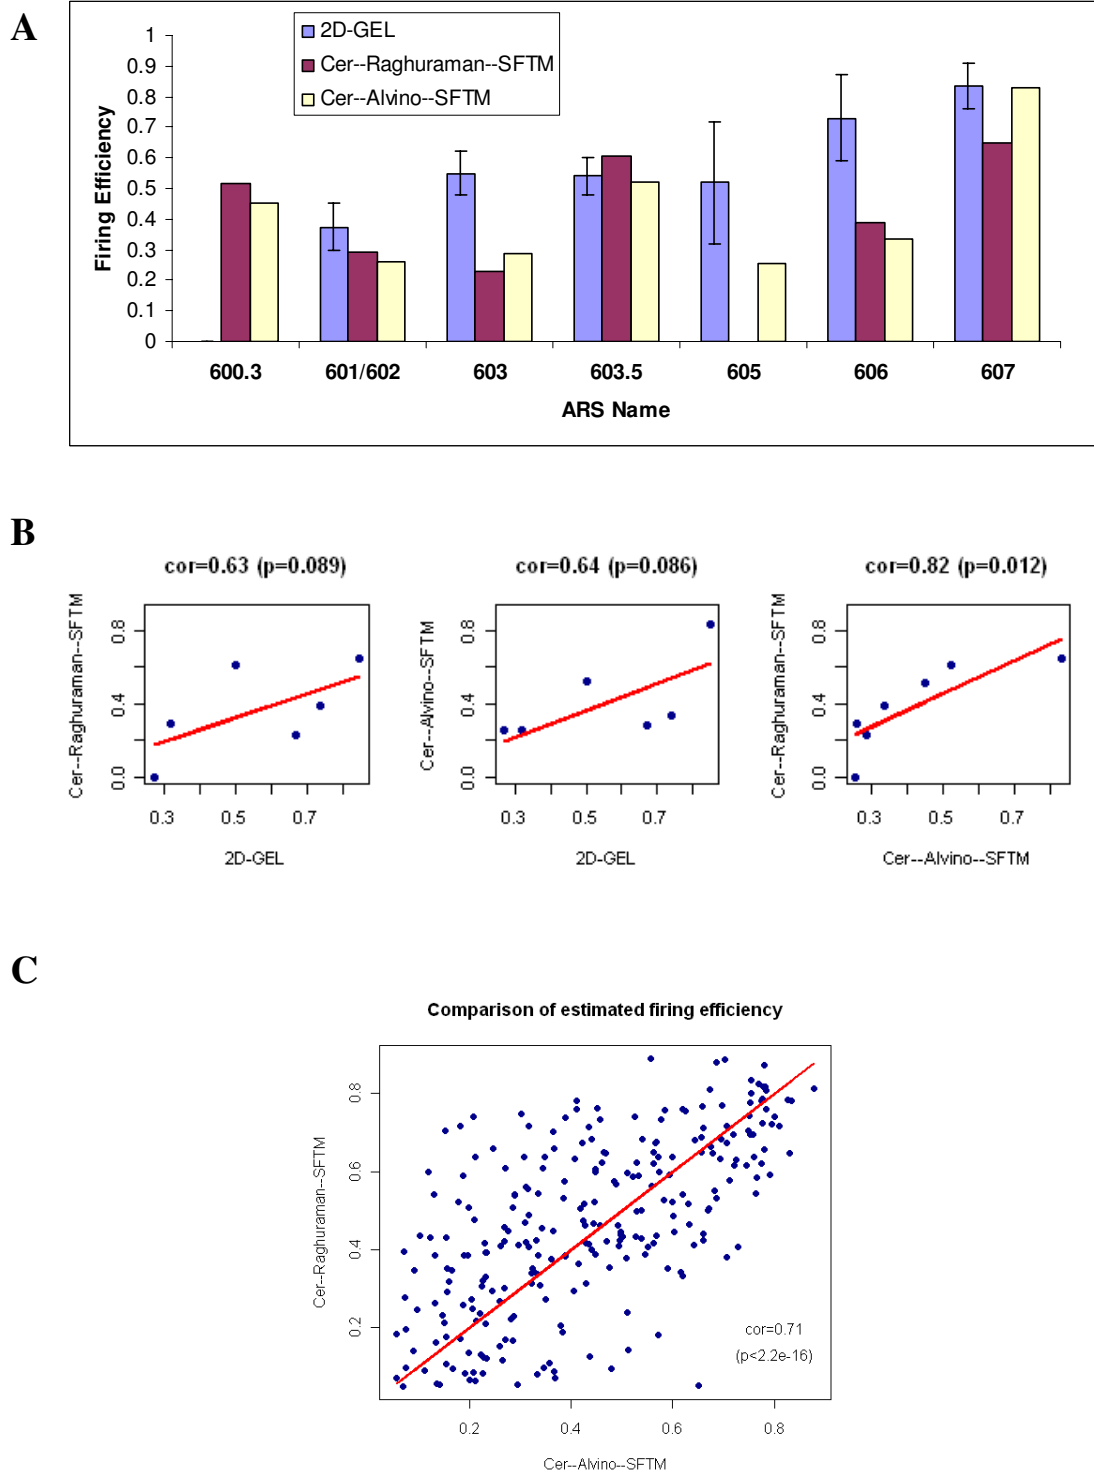 A
2D-GEL
Cer--Raghuraman--SFTM
Cer--Alvino--SFTM
Firing Efficiency
1
0.9
0.8
0.7
0.6
0.5
0.4
0.3
0.2
0.1
0
600.3 601/602 603 603.5 605 606 607
ARS Name
B
cor=0.63 (p=0.089)
Cer--Raghuraman--SFTM
0.8
0.4
0.0
0.3 0.5 0.7
2D-GEL
cor=0.64 (p=0.086)
Cer--Alvino--SFTM
0.8
0.4
0.0
0.3 0.5 0.7
2D-GEL
cor=0.82 (p=0.012)
Cer--Raghuraman--SFTM
0.8
0.4
0.0
0.3 0.5 0.7
Cer--Alvino--SFTM
C
Comparison of estimated firing efficiency
Cer--Raghuraman--SFTM
0.8
0.6
0.4
0.2
cor=0.71
(p<2.2e-16)
0.2 0.4 0.6 0.8
Cer--Alvino--SFTM